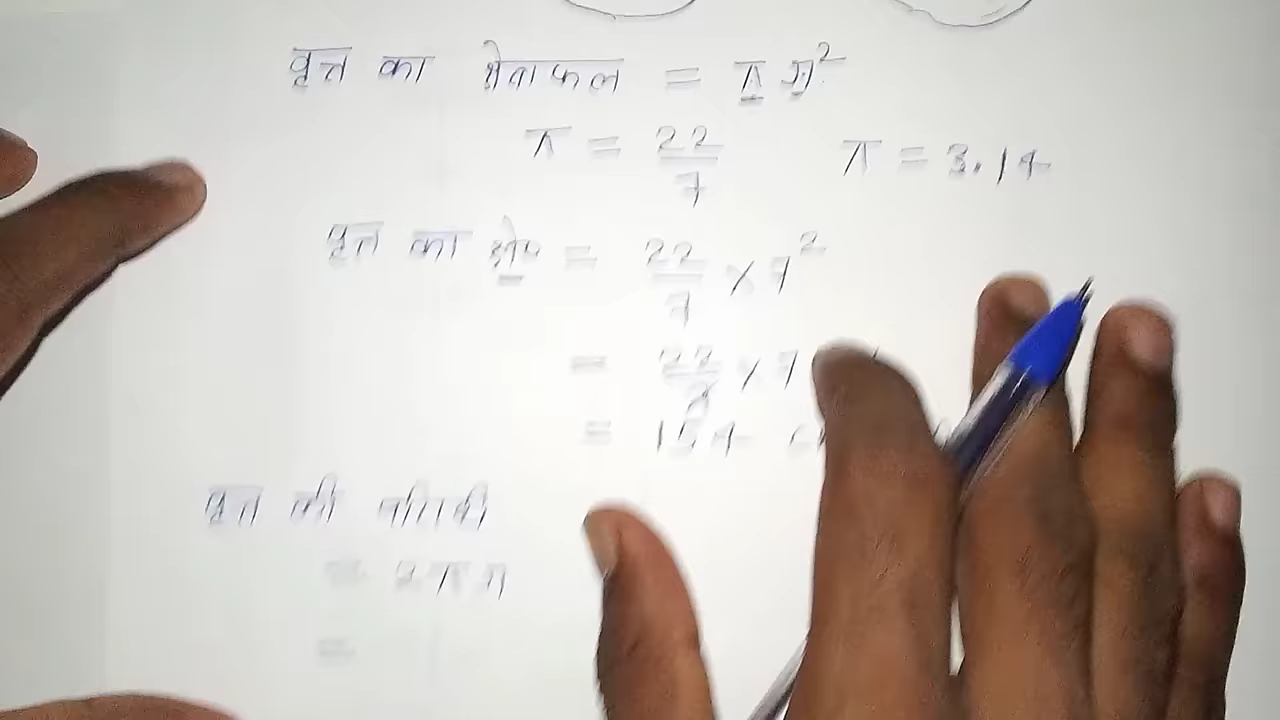 वृत्त का क्षेत्रफल = π r²
π = 22/7 π = 3.14
वृत्त का क्षे॰ = 22/7 × 7²
= 22/7 × 7
= 154
वृत्त की परिधी
= 2πr
=